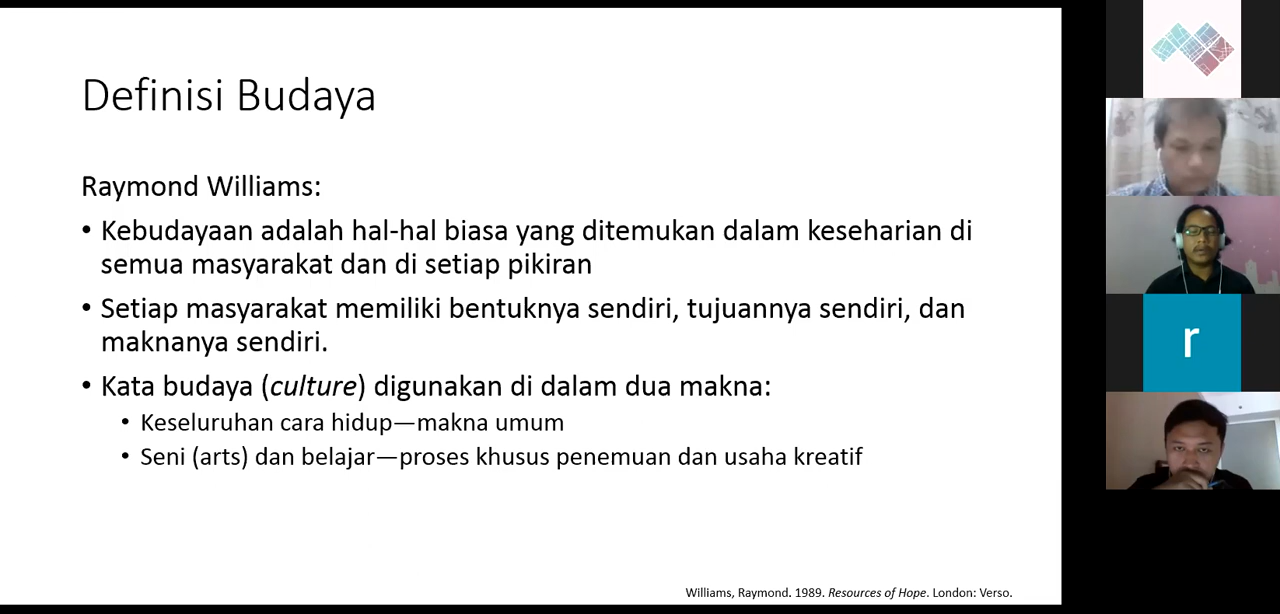 Definisi Budaya
Raymond Williams:
• Kebudayaan adalah hal-hal biasa yang ditemukan dalam keseharian di
semua masyarakat dan di setiap pikiran
• Setiap masyarakat memiliki bentuknya sendiri, tujuannya sendiri, dan
maknanya sendiri.
• Kata budaya (culture) digunakan di dalam dua makna:
• Keseluruhan cara hidup—makna umum
• Seni (arts) dan belajar—proses khusus penemuan dan usaha kreatif
Williams, Raymond. 1989. Resources of Hope. London: Verso.
r